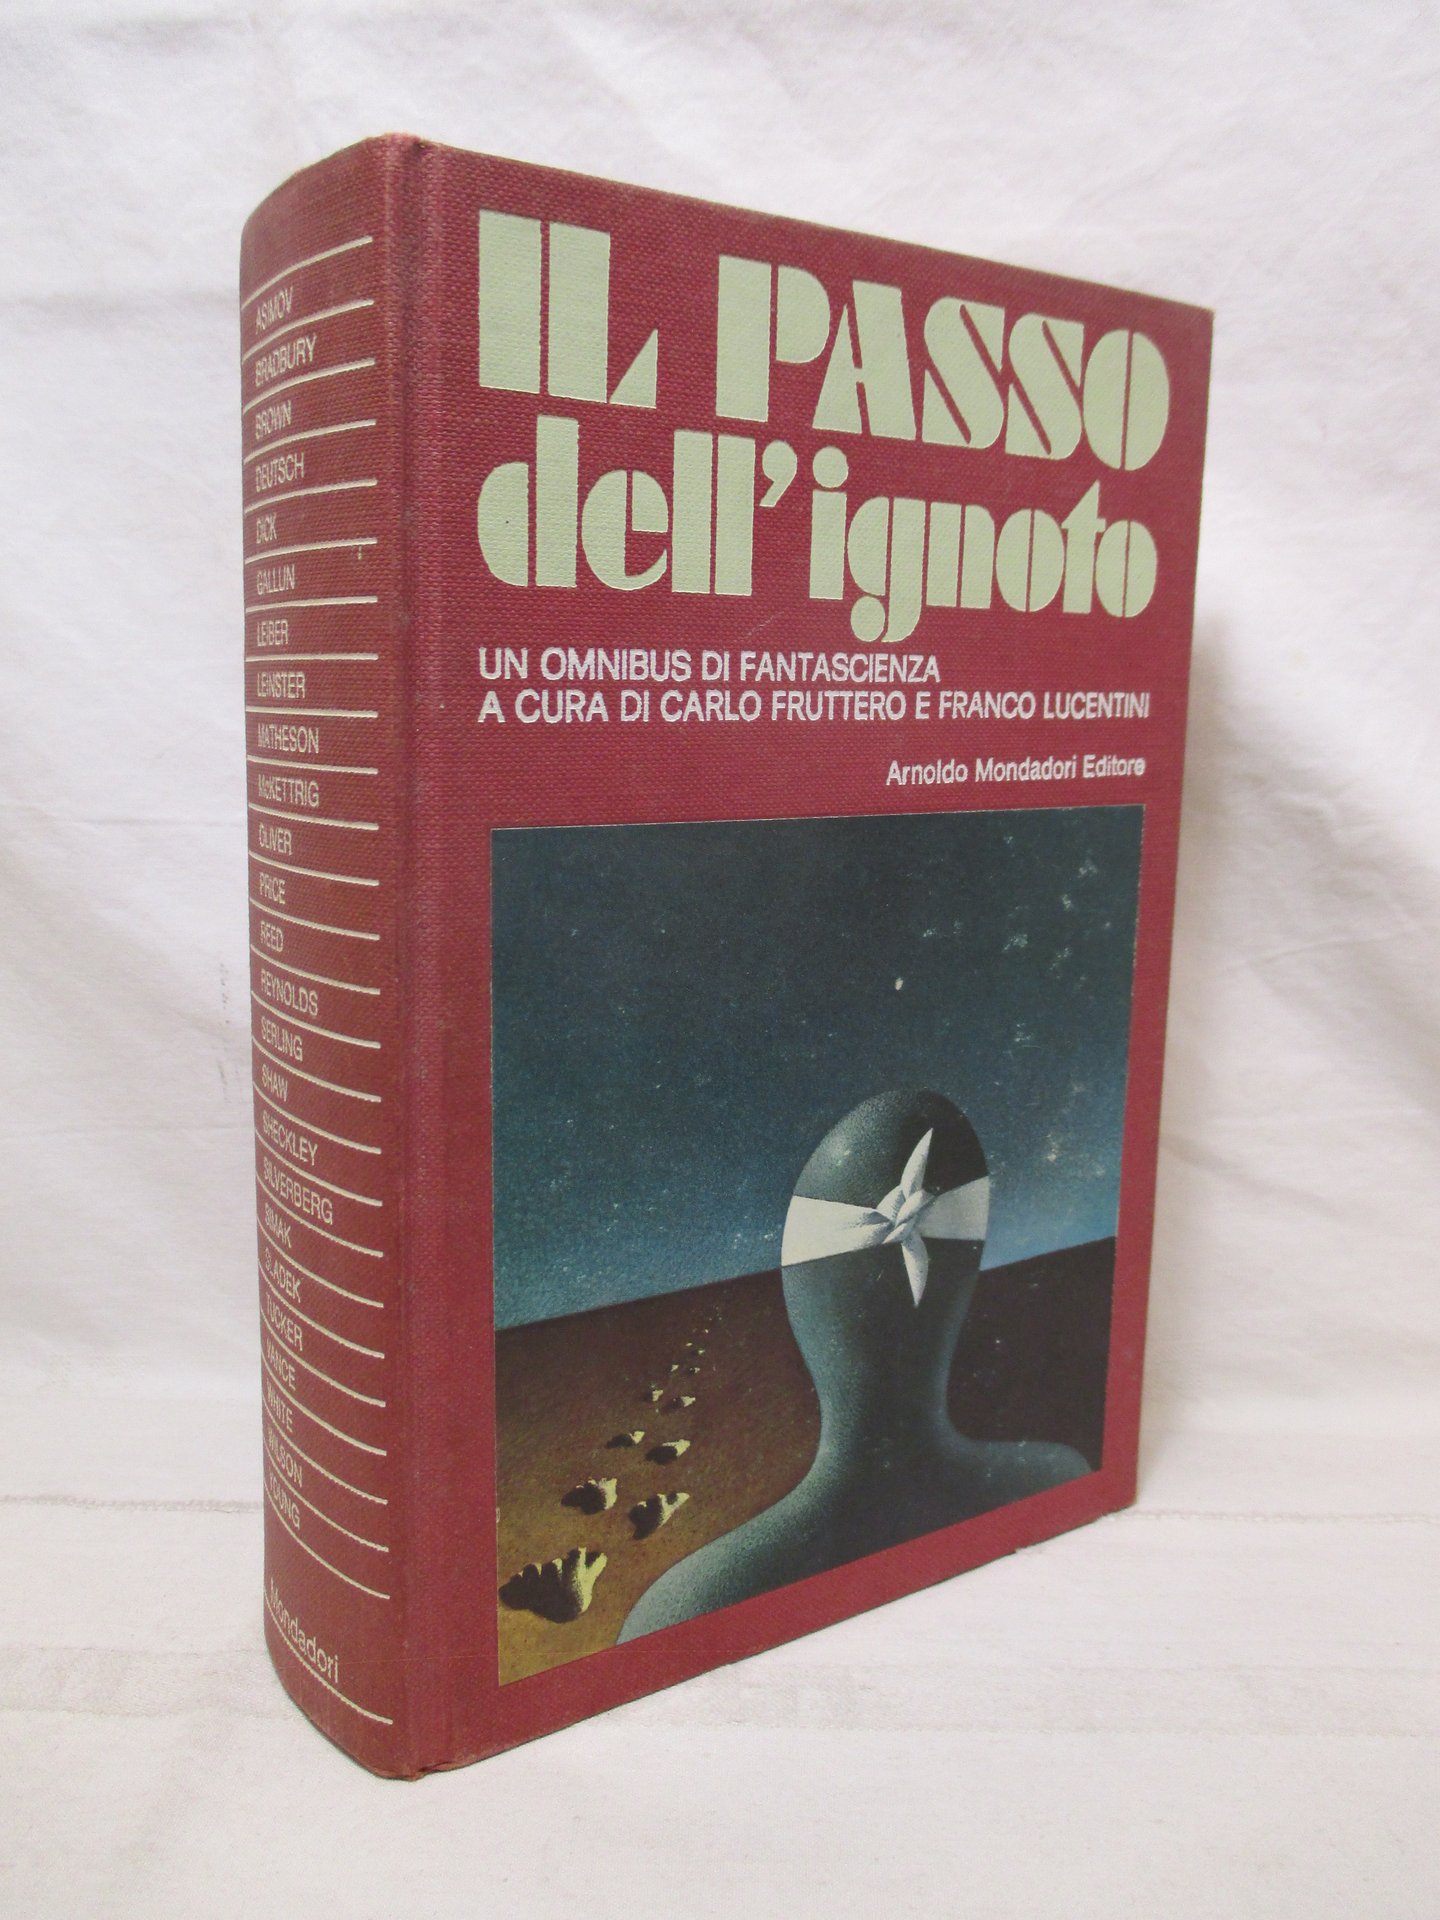 IL PASSO
dell'ignoto
UN OMNIBUS DI FANTASCIENZA
A CURA DI CARLO FRUTTERO E FRANCO LUCENTINI
Arnoldo Mondadori Editore
ASIMOV
BRADBURY
BROWN
DEUTSCH
DICK
GALLUN
LEIBER
LEINSTER
MATHESON
McKETTRIG
OLIVER
PRICE
REED
REYNOLDS
SERLING
SHAW
SHECKLEY
SILVERBERG
SIMAK
SLADEK
TUCKER
VANCE
WHITE
WILSON
YOUNG
Mondadori